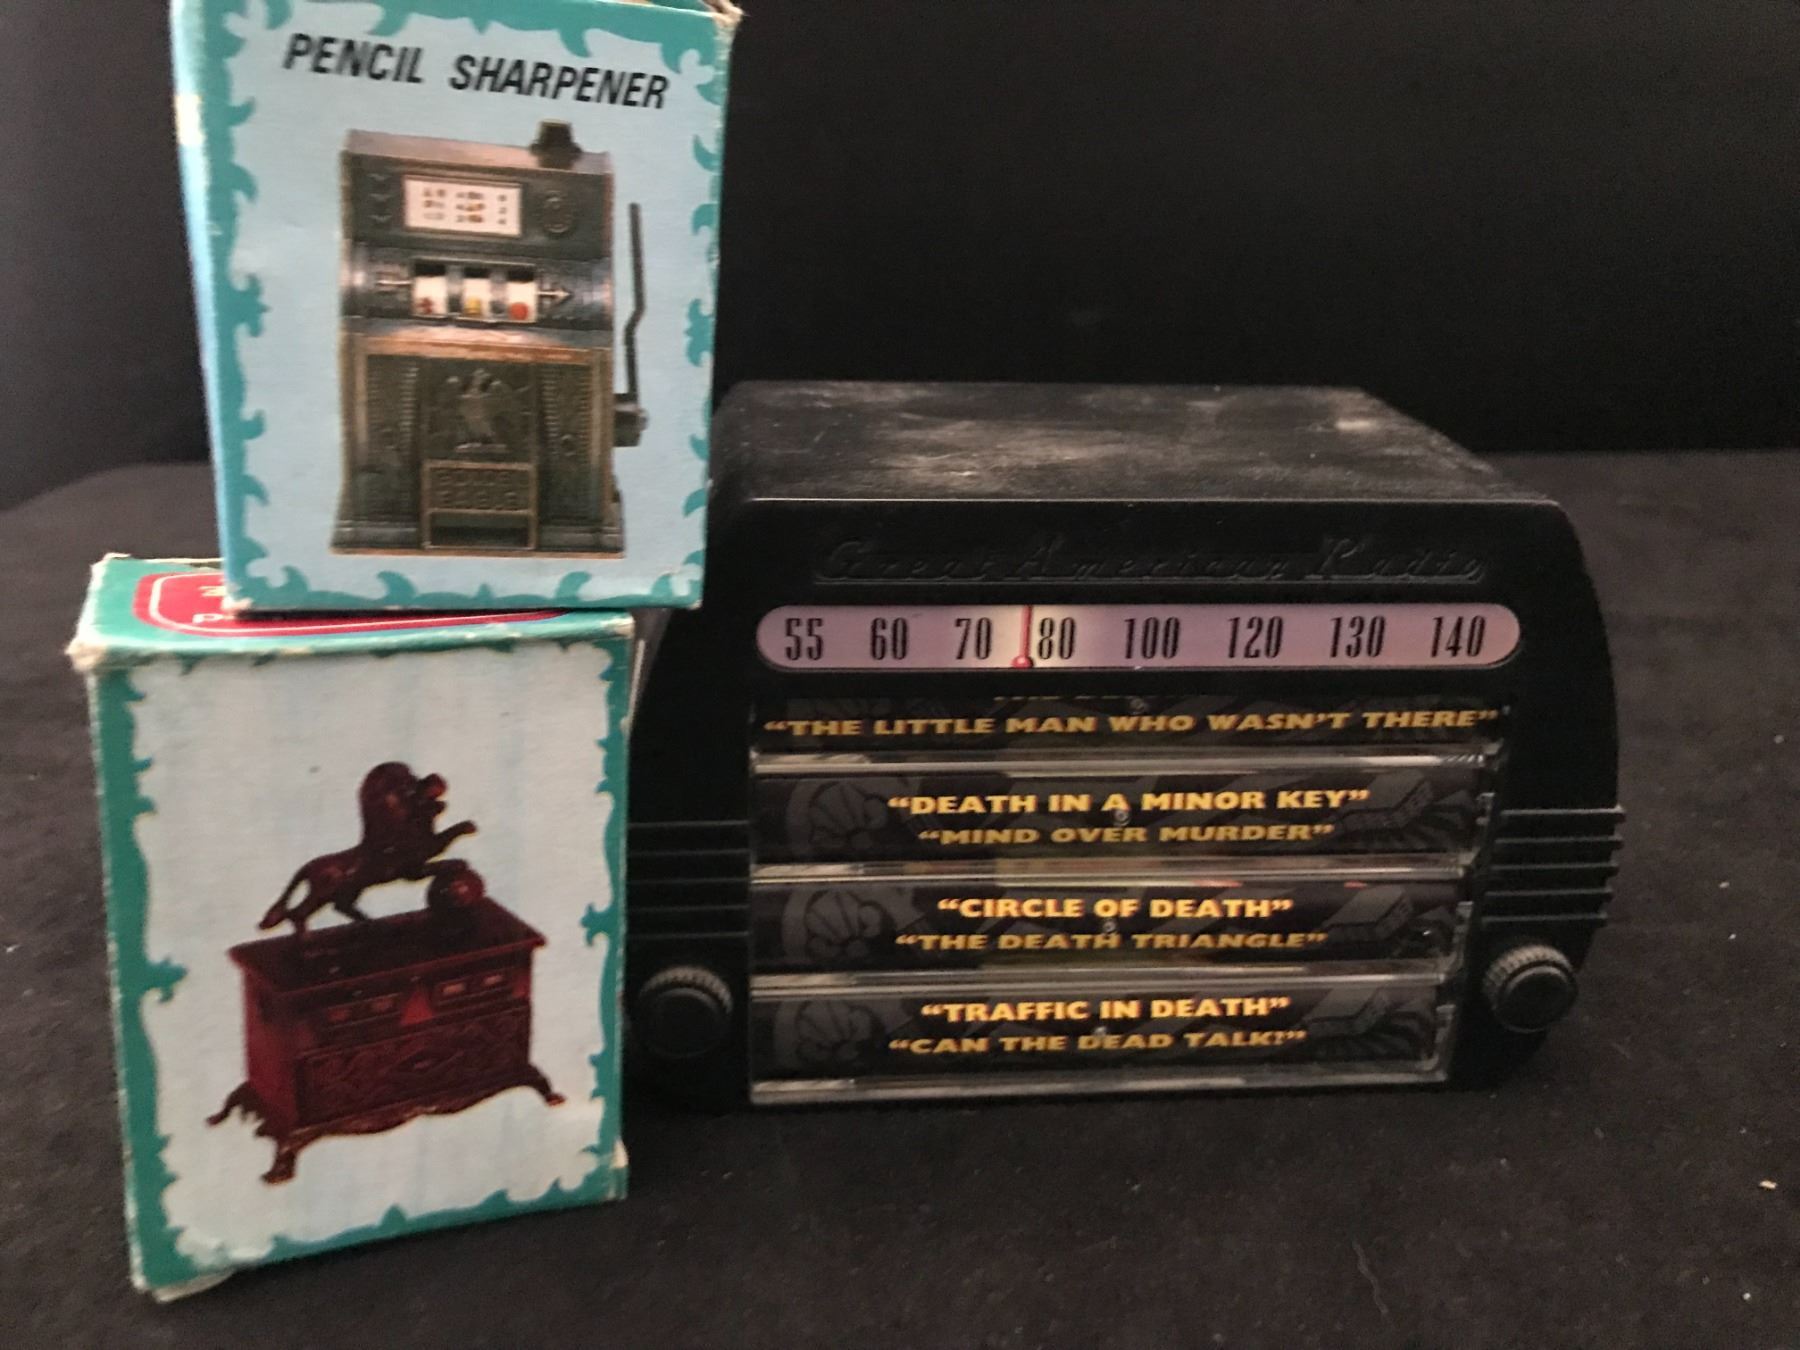 PENCIL SHARPENER
Great American Radio
55 60 70 80 100 120 130 140
“THE LITTLE MAN WHO WASN’T THERE”
“DEATH IN A MINOR KEY”
“MIND OVER MURDER”
“CIRCLE OF DEATH”
“THE DEATH TRIANGLE”
“TRAFFIC IN DEATH”
“CAN THE DEAD TALK?”